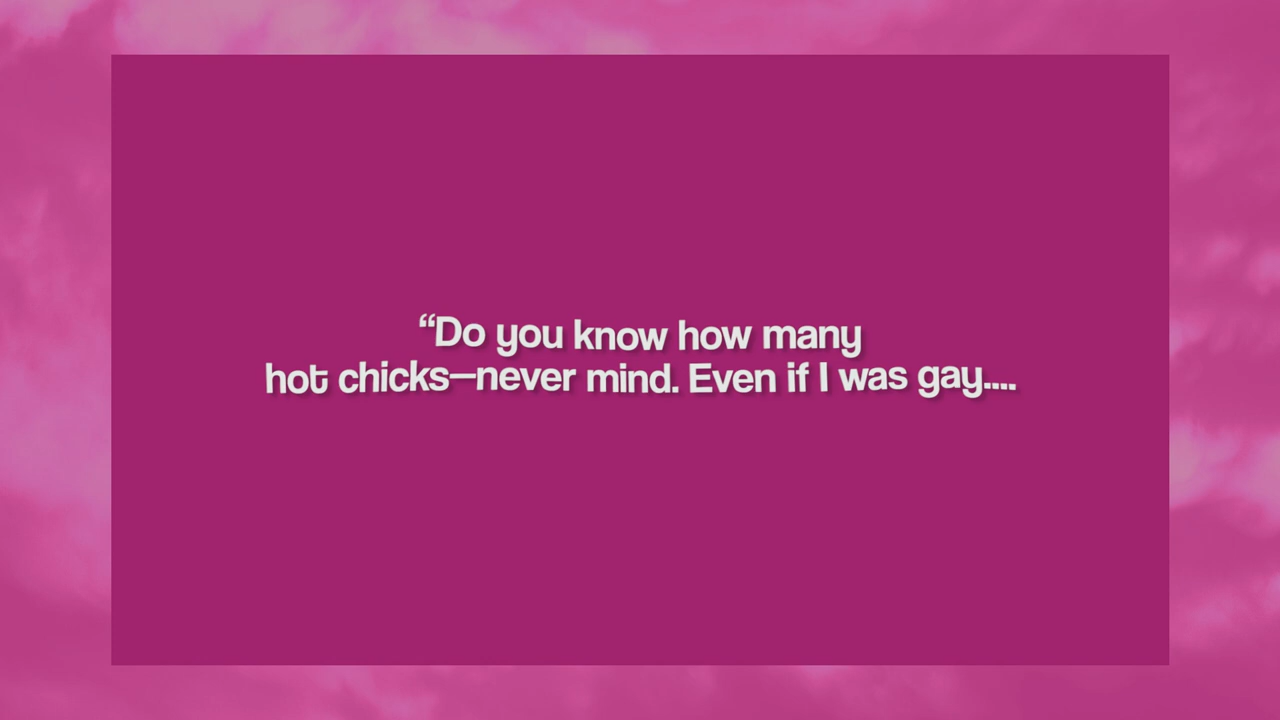 “Do you know how many
hot chicks—never mind. Even if I was gay....